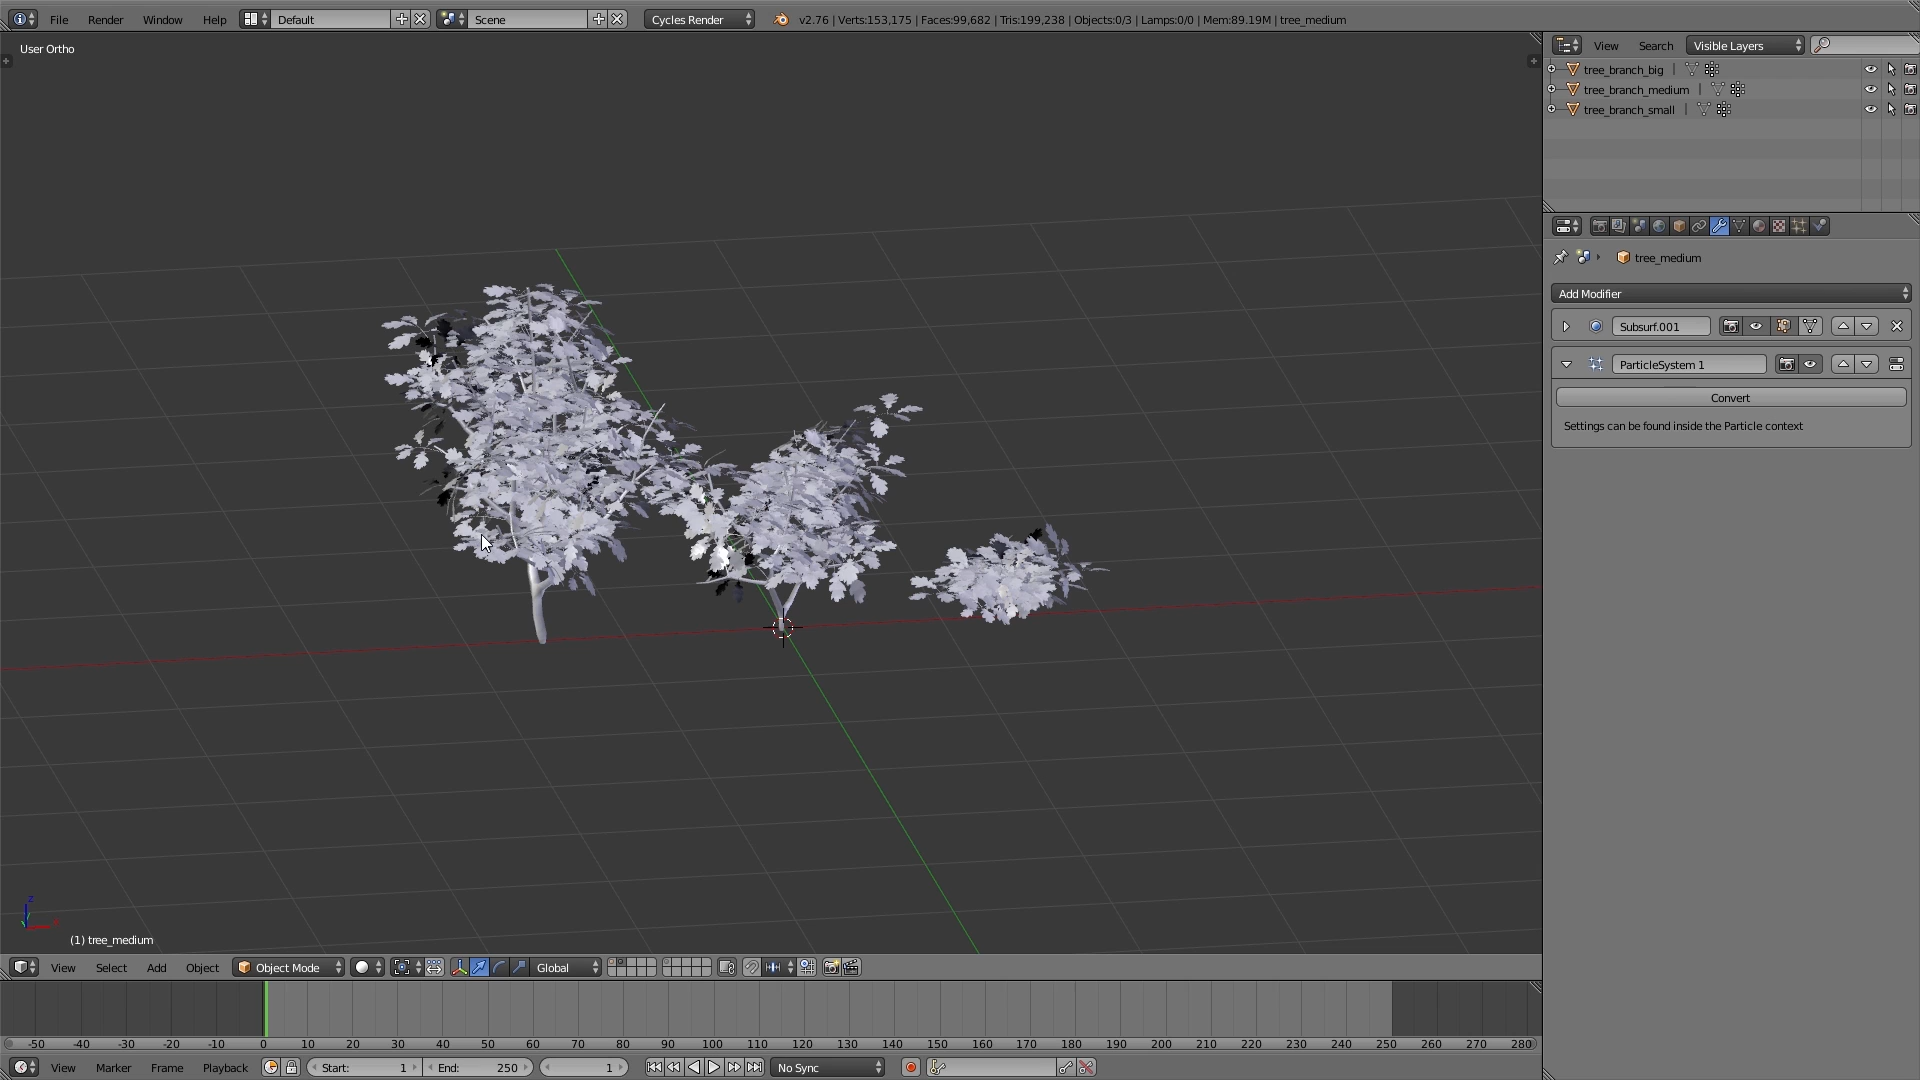 File Render Window Help Default Scene Cycles Render v2.76 | Verts:153,175 | Faces:99,682 | Tris:199,238 | Objects:0/3 | Lamps:0/0 | Mem:89.19M | tree_medium
User Ortho
View Search Visible Layers
tree_branch_big
tree_branch_medium
tree_branch_small
tree_medium
Add Modifier
Subsurf.001
ParticleSystem 1
Convert
Settings can be found inside the Particle context
z
(1) tree_medium
View Select Add Object Object Mode Global
-50 -40 -30 -20 -10 0 10 20 30 40 50 60 70 80 90 100 110 120 130 140 150 160 170 180 190 200 210 220 230 240 250 260 270 280
View Marker Frame Playback Start: 1 End: 250 1 No Sync